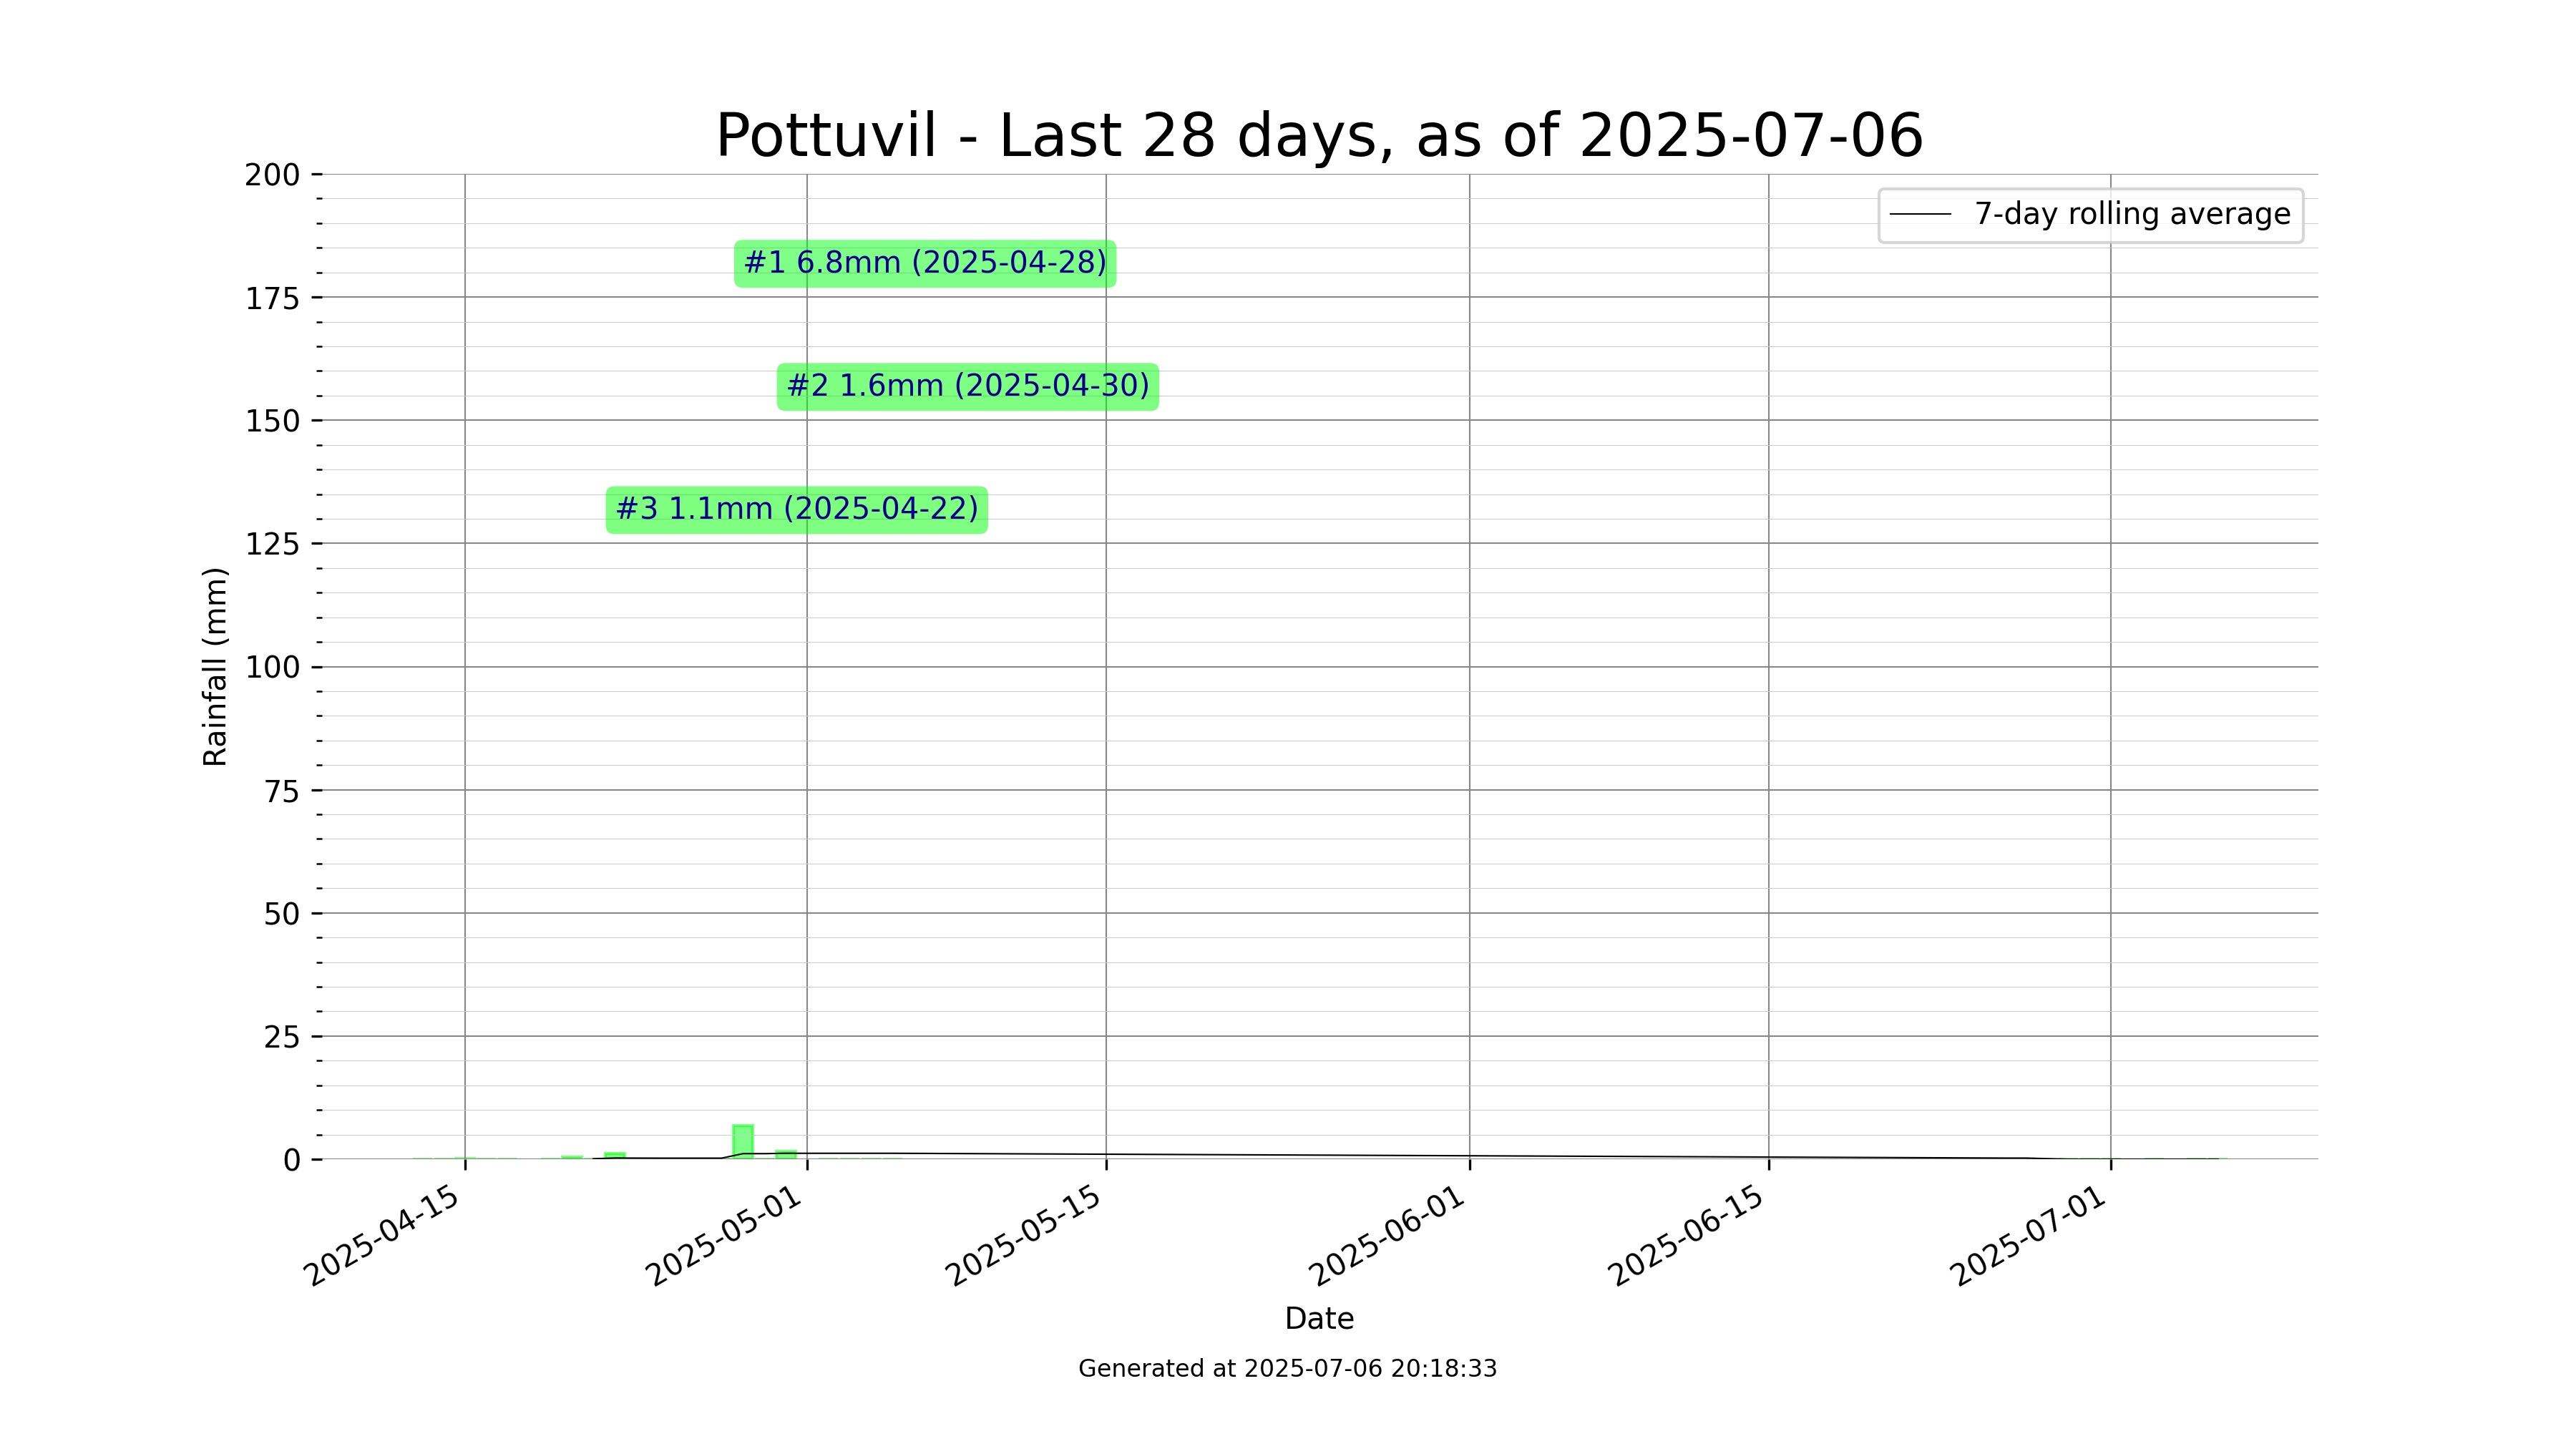 Pottuvil - Last 28 days, as of 2025-07-06
200
175
150
125
100
75
50
25
0
Rainfall (mm)
7-day rolling average
#1 6.8mm (2025-04-28)
#2 1.6mm (2025-04-30)
#3 1.1mm (2025-04-22)
2025-04-15
2025-05-01
2025-05-15
2025-06-01
2025-06-15
2025-07-01
Date
Generated at 2025-07-06 20:18:33